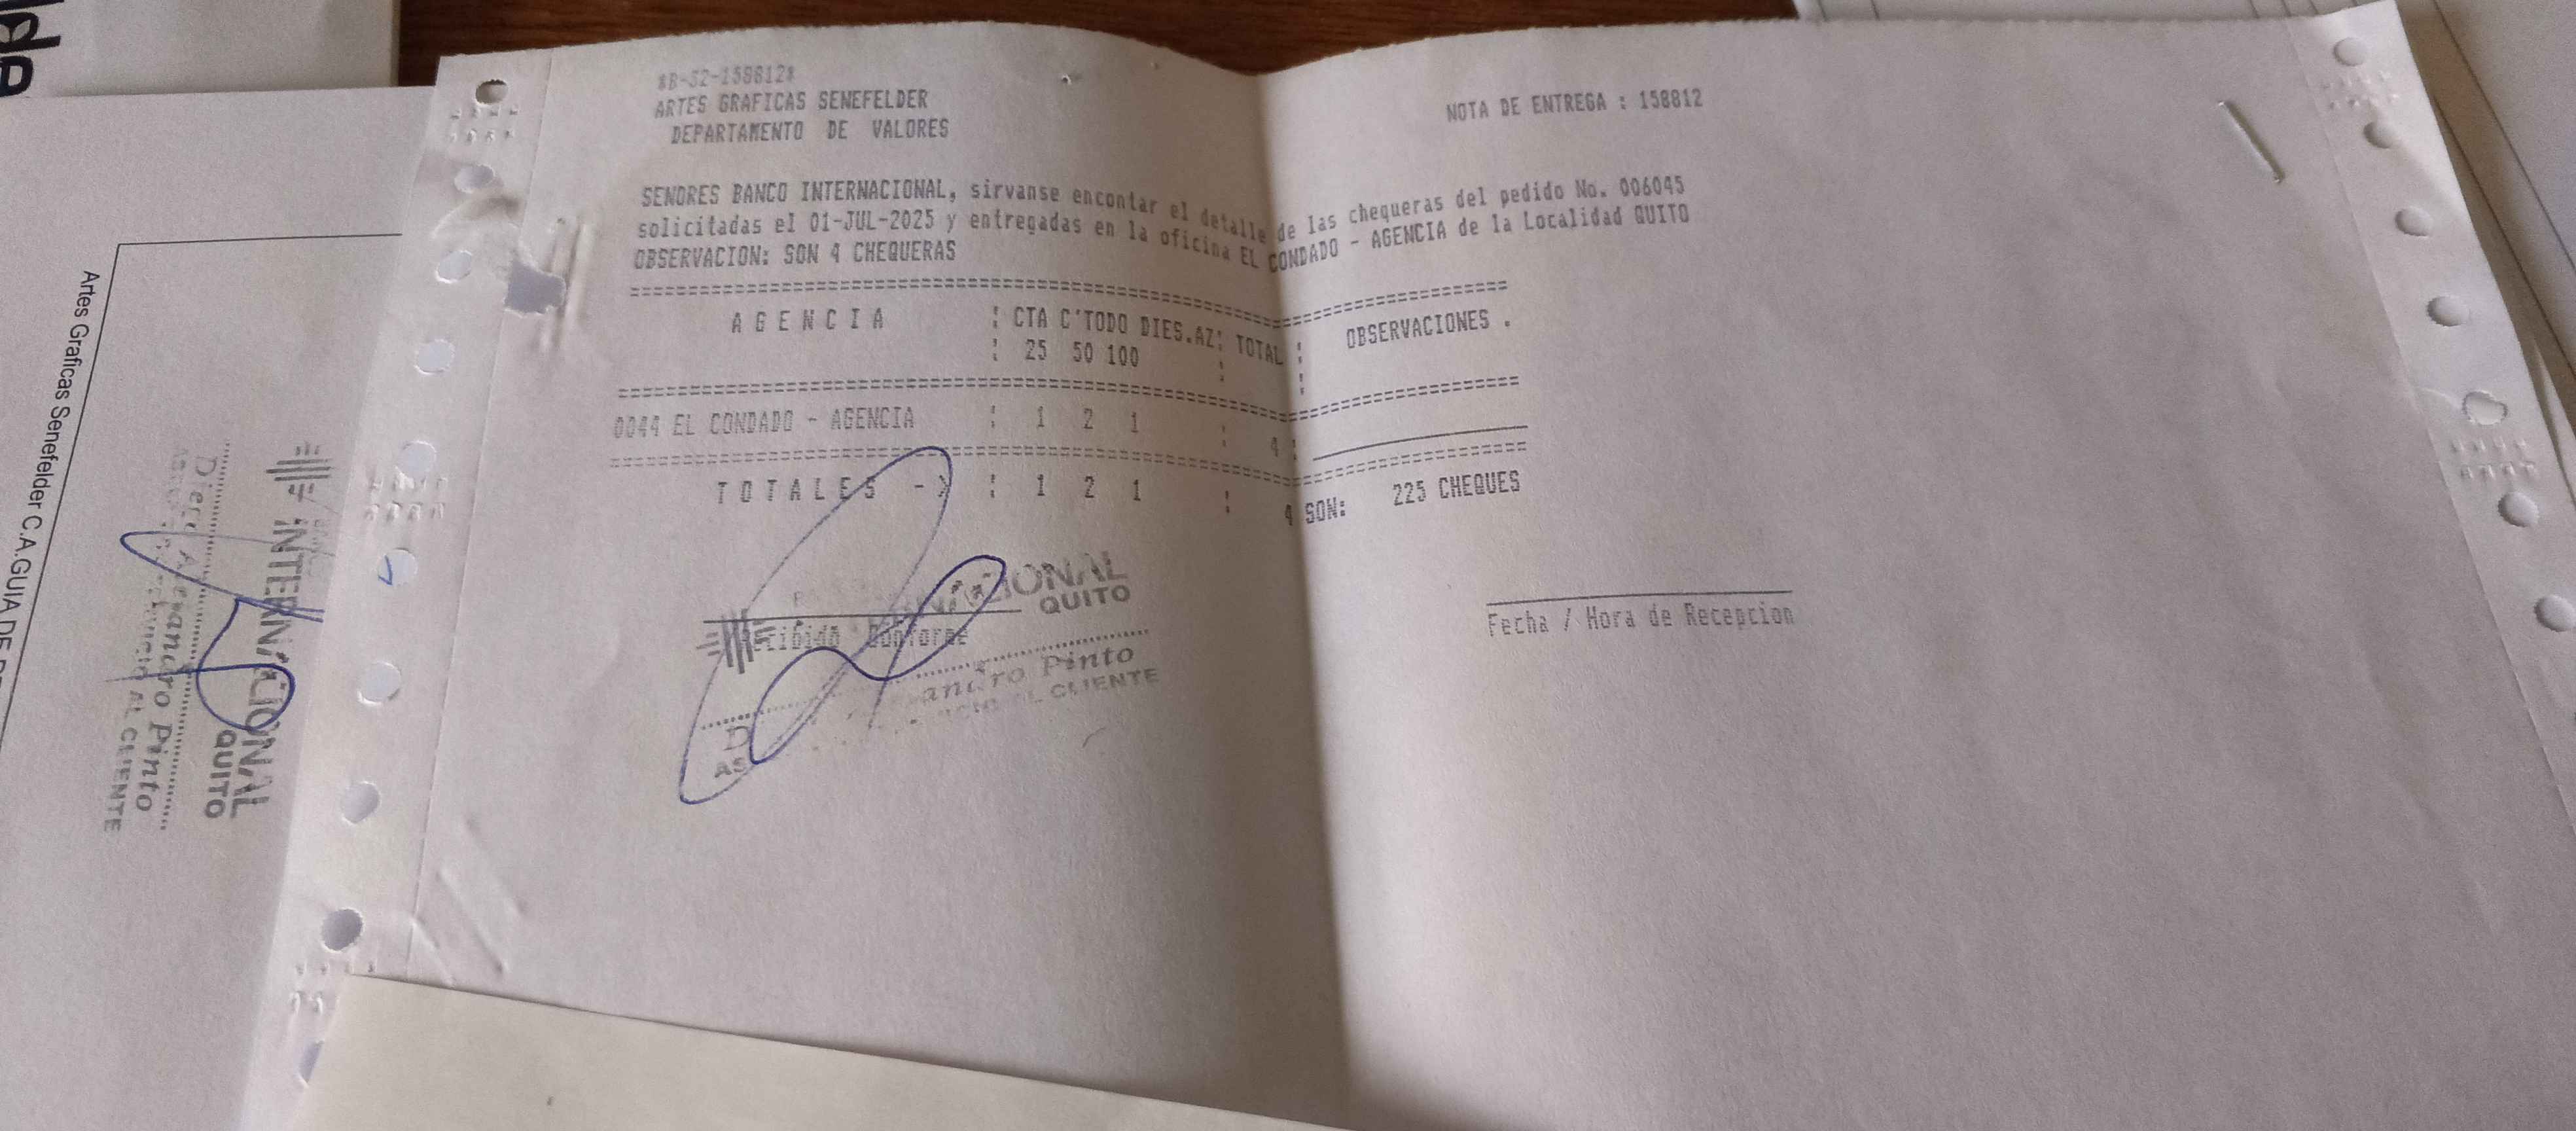 *B-S2-158812*
ARTES GRAFICAS SENEFELDER
DEPARTAMENTO DE VALORES
NOTA DE ENTREGA : 158812
SENORES BANCO INTERNACIONAL, sirvanse encontar el detalle de las chequeras del pedido No. 006045
solicitadas el 01-JUL-2025 y entregadas en la oficina EL CONDADO - AGENCIA de la Localidad QUITO
OBSERVACION: SON 4 CHEQUERAS
A G E N C I A : CTA C'TODO DIES.AZ: TOTAL : OBSERVACIONES .
: 25 50 100 : :
0044 EL CONDADO - AGENCIA : 1 2 1 : 4 :
T O T A L E S -> : 1 2 1 : 4 SON: 225 CHEQUES
NACIONAL
QUITO
Recibido Conforme
Fecha / Hora de Recepcion
andro Pinto
AL CLIENTE
Artes Graficas Senefelder C.A.GUIA DE
INTERNACIONAL
QUITO
Pinto
AL CLIENTE